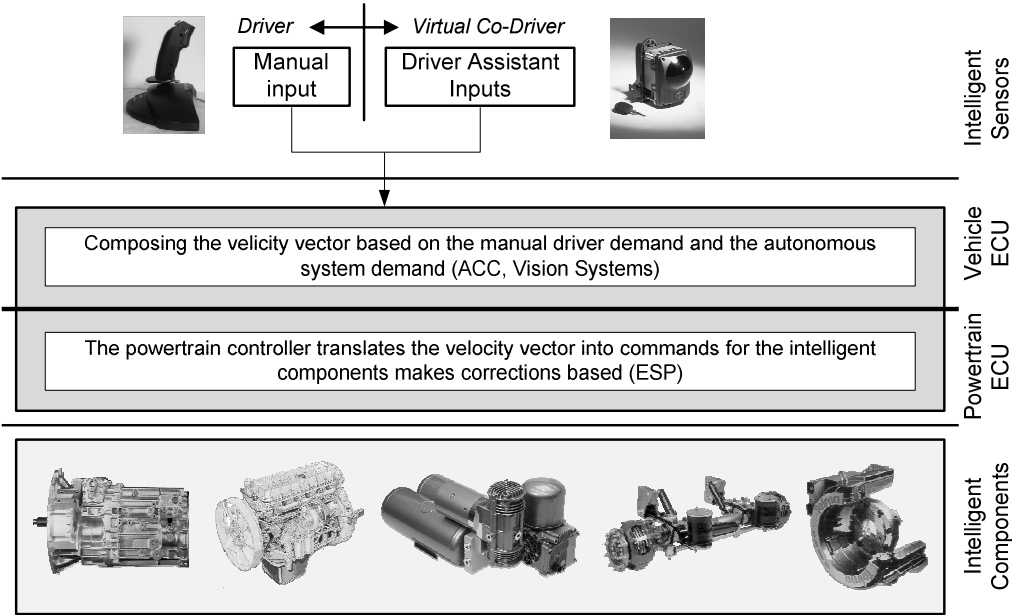 Driver
Virtual Co-Driver
Manual
input
Driver Assistant
Inputs
Intelligent
Sensors
Composing the velicity vector based on the manual driver demand and the autonomous
system demand (ACC, Vision Systems)
Vehicle
ECU
The powertrain controller translates the velocity vector into commands for the intelligent
components makes corrections based (ESP)
Powertrain
ECU
Intelligent
Components